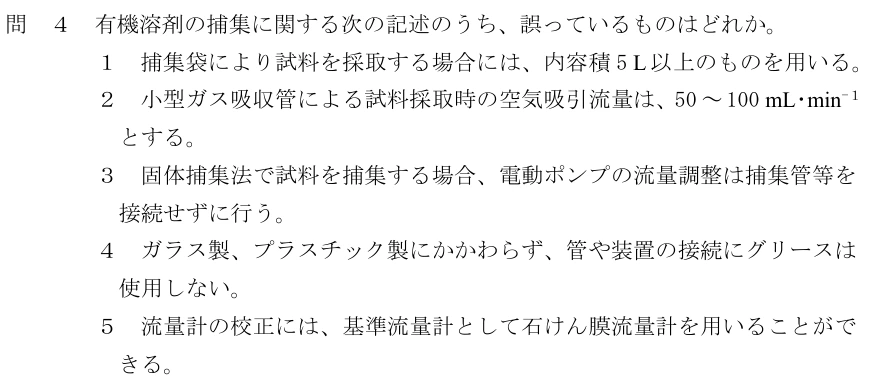 問　４　有機溶剤の捕集に関する次の記述のうち、誤っているものはどれか。
１　捕集袋により試料を採取する場合には、内容積５L以上のものを用いる。
２　小型ガス吸収管による試料採取時の空気吸引流量は、50～100 mL･min⁻¹
とする。
３　固体捕集法で試料を捕集する場合、電動ポンプの流量調整は捕集管等を
接続せずに行う。
４　ガラス製、プラスチック製にかかわらず、管や装置の接続にグリースは
使用しない。
５　流量計の校正には、基準流量計として石けん膜流量計を用いることがで
きる。